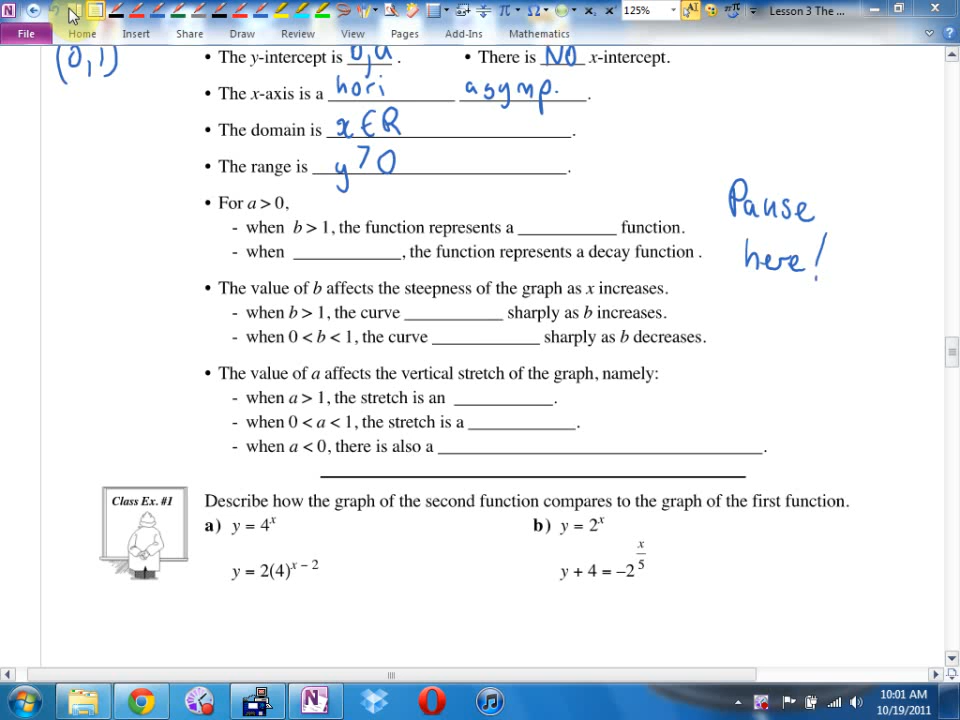 125%
Lesson 3 The ...
File Home Insert Share Draw Review View Pages Add-Ins Mathematics
(0,1)
• The y-intercept is 0,a . • There is NO x-intercept.
• The x-axis is a hori asymp. .
• The domain is x∈R .
• The range is y>0 .
• For a > 0,
- when b > 1, the function represents a ____________ function.
- when ____________, the function represents a decay function .
Pause
here!
• The value of b affects the steepness of the graph as x increases.
- when b > 1, the curve ____________ sharply as b increases.
- when 0 < b < 1, the curve ____________ sharply as b decreases.
• The value of a affects the vertical stretch of the graph, namely:
- when a > 1, the stretch is an ____________.
- when 0 < a < 1, the stretch is a ____________.
- when a < 0, there is also a ____________.
Class Ex. #1
Describe how the graph of the second function compares to the graph of the first function.
a) y = 4^x b) y = 2^x
y = 2(4)^(x – 2) y + 4 = –2^(x/5)
10:01 AM
10/19/2011